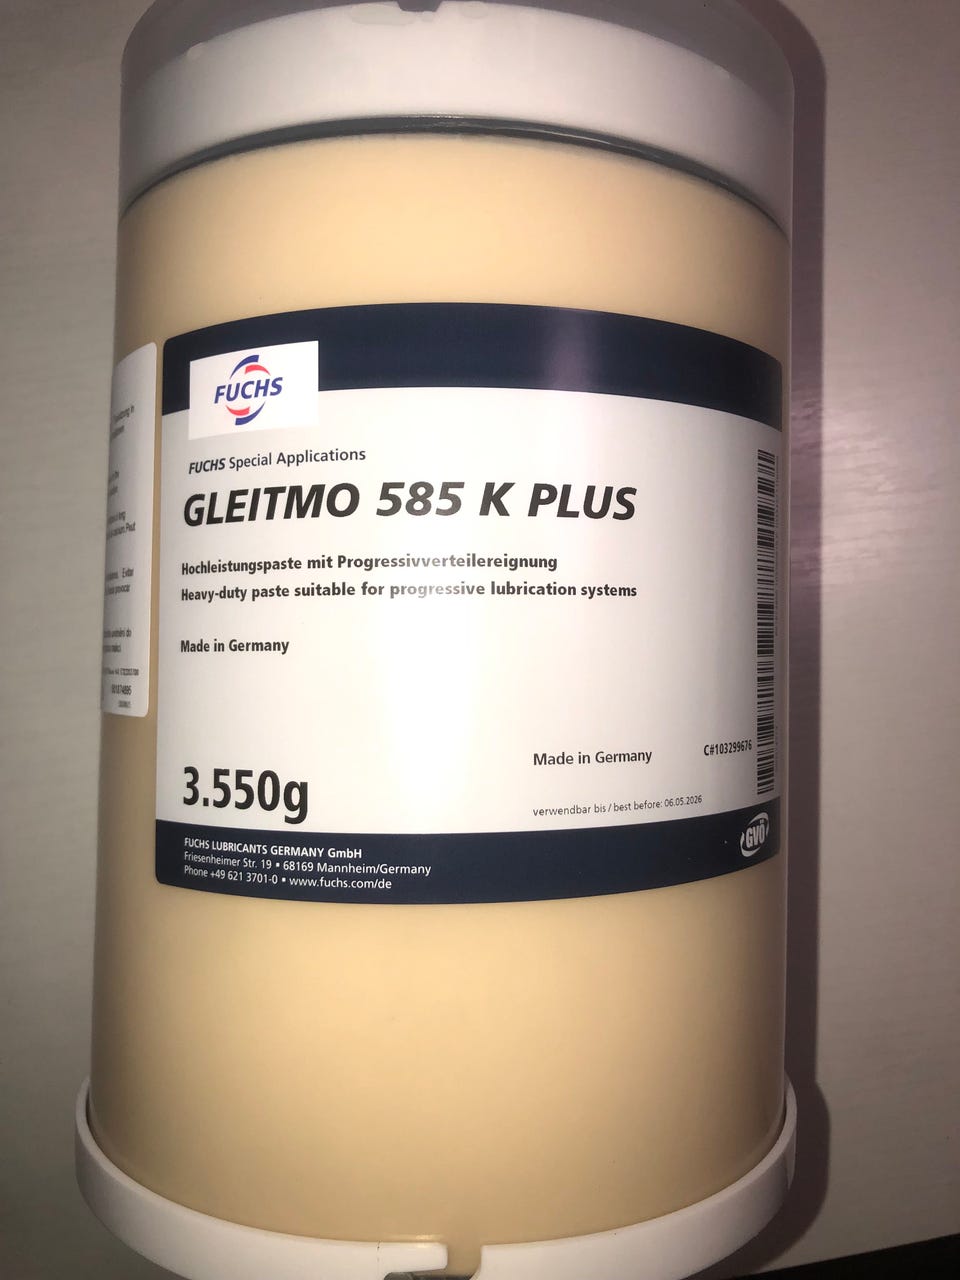 FUCHS
FUCHS Special Applications
GLEITMO 585 K PLUS
Hochleistungspaste mit Progressivverteilereignung
Heavy-duty paste suitable for progressive lubrication systems
Made in Germany
Made in Germany
C#103299676
3.550g
verwendbar bis / best before: 06.05.2026
GVÖ
FUCHS LUBRICANTS GERMANY GmbH
Friesenheimer Str. 19 ▪ 68169 Mannheim/Germany
Phone +49 621 3701-0 ▪ www.fuchs.com/de